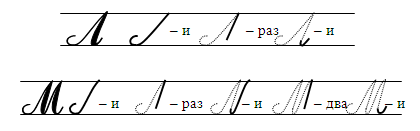 Л – и – раз – и
М – и – раз – и – два – и